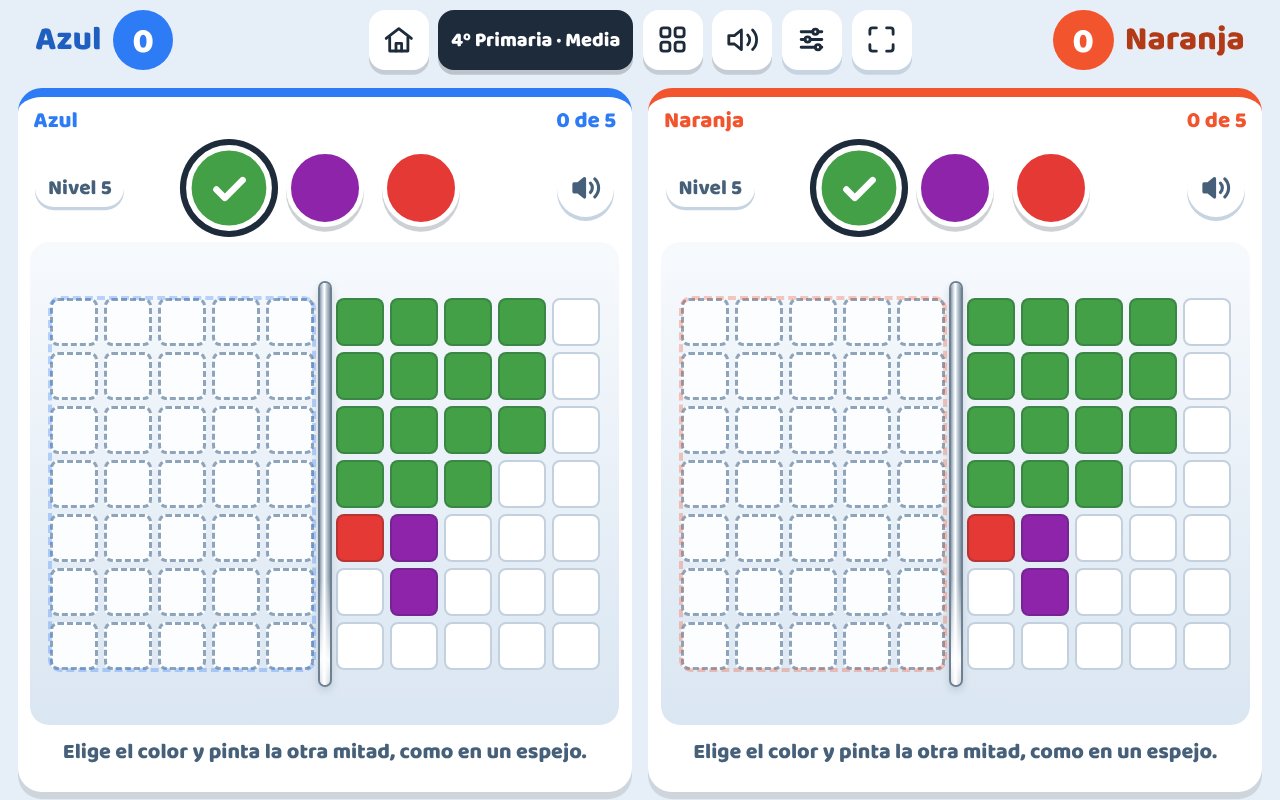 Azul 0
4º Primaria · Media
0 Naranja
Azul 0 de 5
Nivel 5
Elige el color y pinta la otra mitad, como en un espejo.
Naranja 0 de 5
Nivel 5
Elige el color y pinta la otra mitad, como en un espejo.